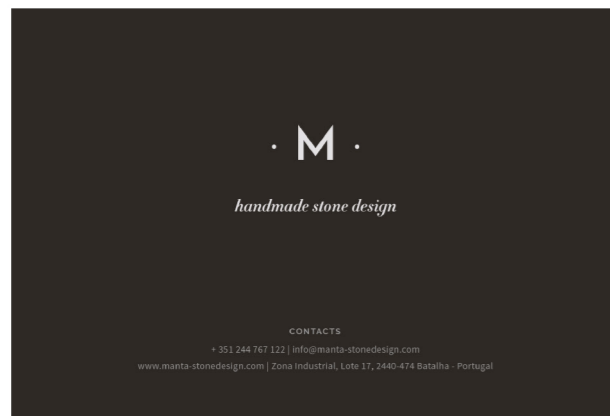 · M ·
handmade stone design
CONTACTS
+ 351 244 767 122 | info@manta-stonedesign.com
www.manta-stonedesign.com | Zona Industrial, Lote 17, 2440-474 Batalha - Portugal